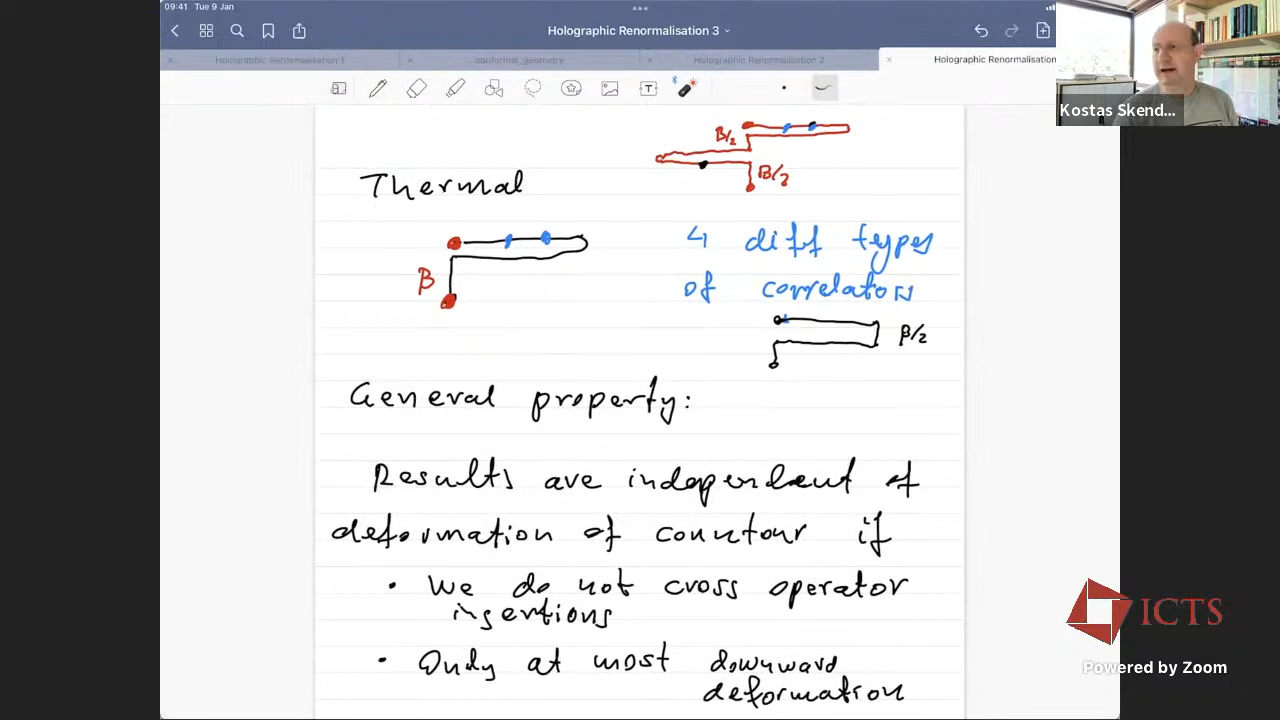 09:41 Tue 9 Jan
Holographic Renormalisation 3
Holographic Renormalisation 1
Holographic Renormalisation 2
Holographic Renormalisation
Kostas Skend...
β/2
β/2
Thermal
β
4 diff types
of correlators
β/2
General property:
Results are independent of
deformation of countour if
• We do not cross operator
insertions
• Only at most downward
deformation
ICTS
Powered by Zoom